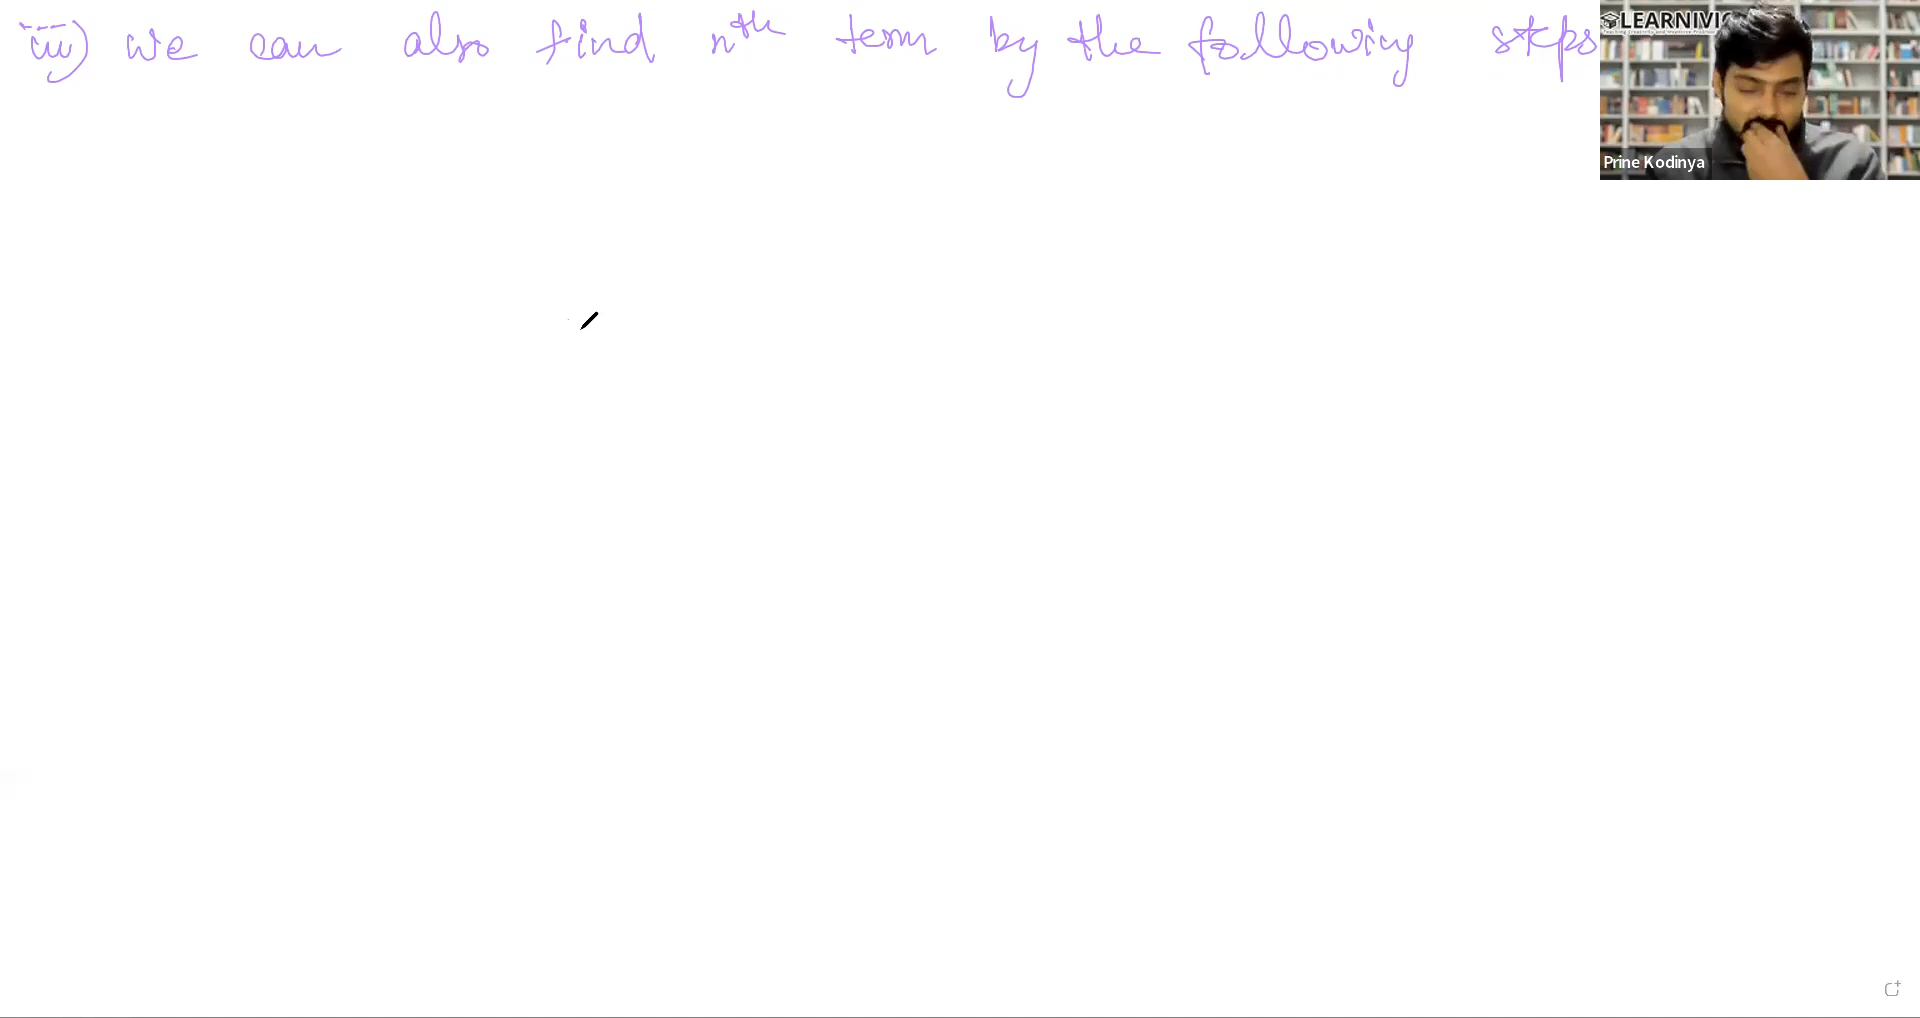 iii) we can also find nth term by the following steps
LEARNIVI
Prine Kodinya